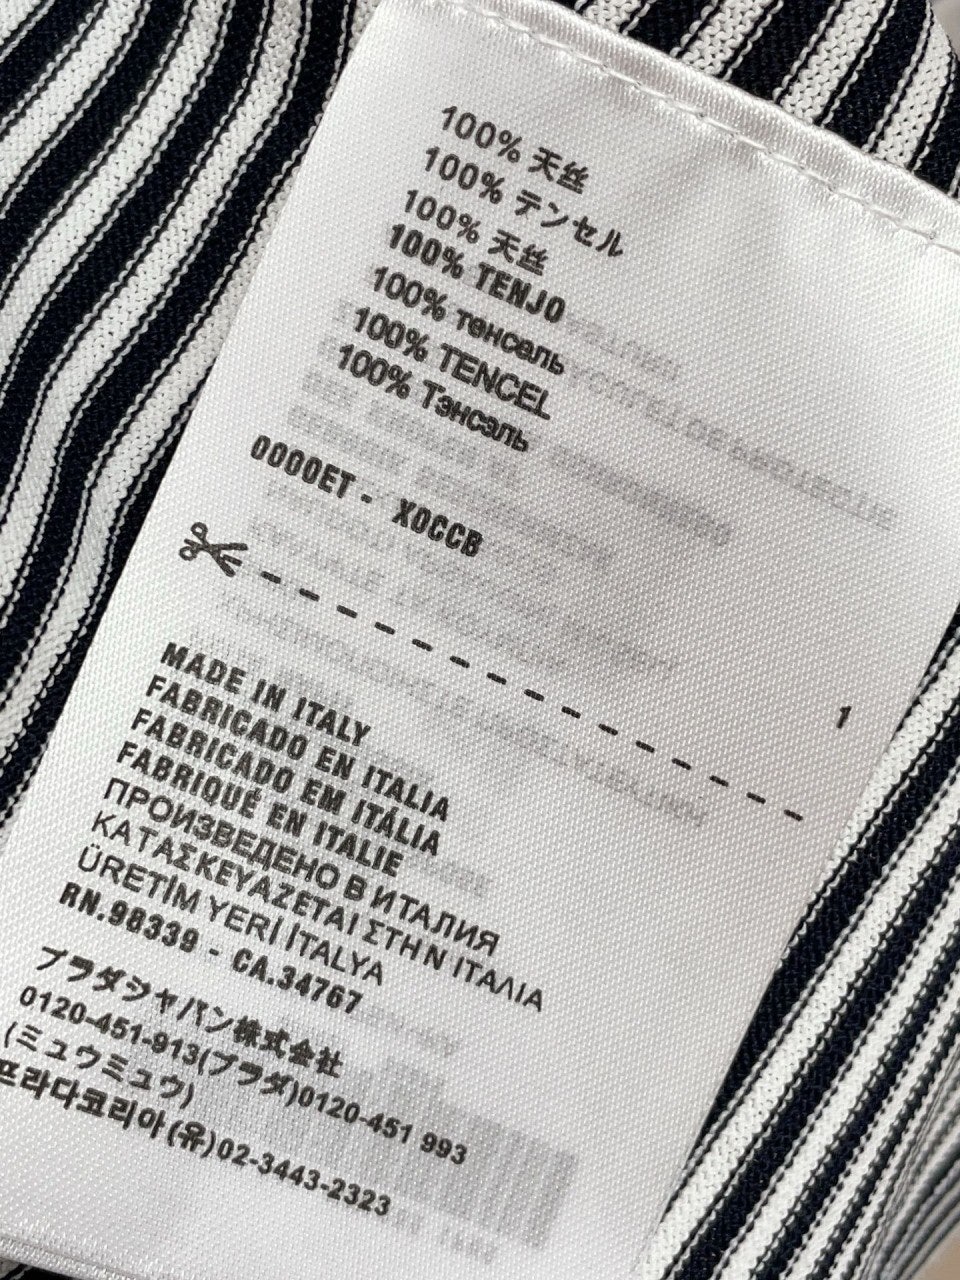 100% 天丝
100% テンセル
100% 天丝
100% TENJO
100% тенсель
100% TENCEL
100% Тэнсэль
0000ET - X0CCB
1
MADE IN ITALY
FABRICADO EN ITALIA
FABRICADO EM ITÁLIA
FABRIQUÉ EN ITALIE
ПРОИЗВЕДЕНО В ИТАЛИЯ
ΚΑΤΑΣΚΕΥΑΖΕΤΑΙ ΣΤΗΝ ΙΤΑΛΙΑ
ÜRETİM YERİ İTALYA
RN.98339 - CA.34767
プラダジャパン株式会社
0120-451-913(プラダ)0120-451 993
(ミュウミュウ)
프라다코리아(유)02-3443-2323